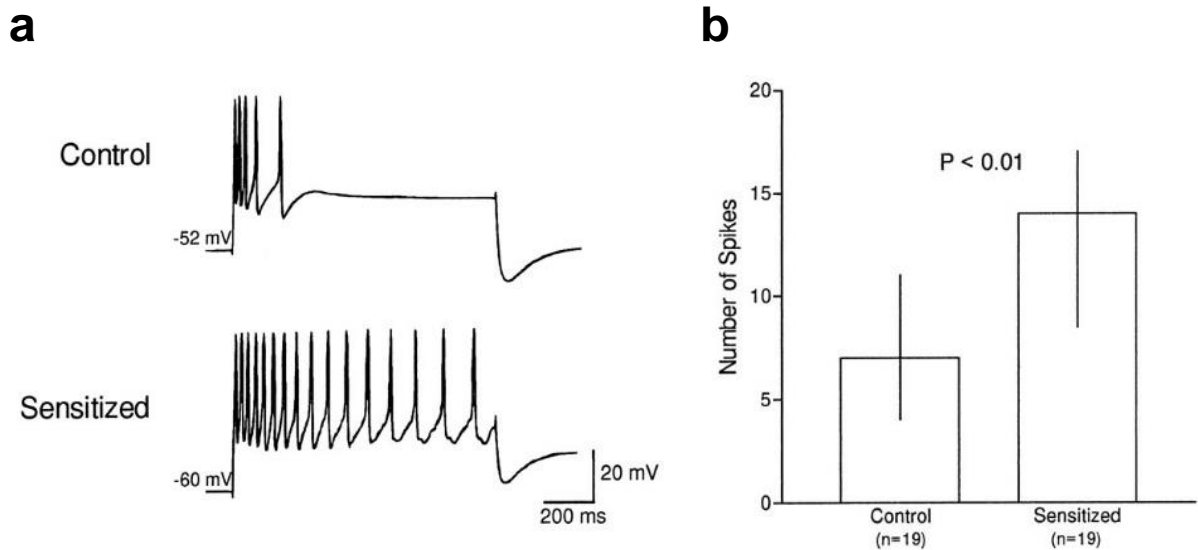 a
Control
-52 mV
Sensitized
-60 mV
20 mV
200 ms
b
Number of Spikes
20
15
10
5
0
P < 0.01
Control
(n=19)
Sensitized
(n=19)